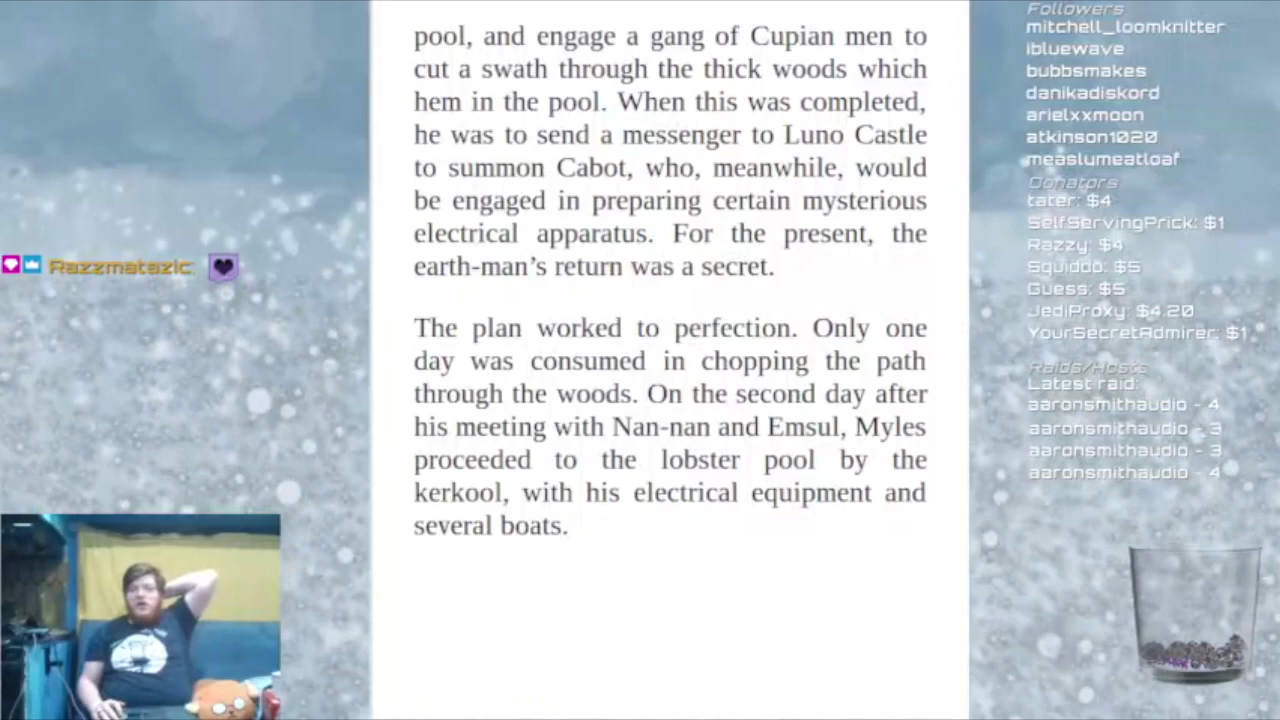 pool, and engage a gang of Cupian men to
cut a swath through the thick woods which
hem in the pool. When this was completed,
he was to send a messenger to Luno Castle
to summon Cabot, who, meanwhile, would
be engaged in preparing certain mysterious
electrical apparatus. For the present, the
earth-man’s return was a secret.
The plan worked to perfection. Only one
day was consumed in chopping the path
through the woods. On the second day after
his meeting with Nan-nan and Emsul, Myles
proceeded to the lobster pool by the
kerkool, with his electrical equipment and
several boats.
Razzmatazic
Followers
mitchell_loomknitter
ibluewave
bubbsmakes
danikadiskord
arielxxmoon
atkinson1020
measlumeatloaf
Donators
tater: $4
SelfServingPrick: $1
Razzy: $4
Squidoo: $5
Guess: $5
JediProxy: $4.20
YourSecretAdmirer: $1
Raids/Hosts
Latest raid:
aaronsmithaudio - 4
aaronsmithaudio - 3
aaronsmithaudio - 3
aaronsmithaudio - 4